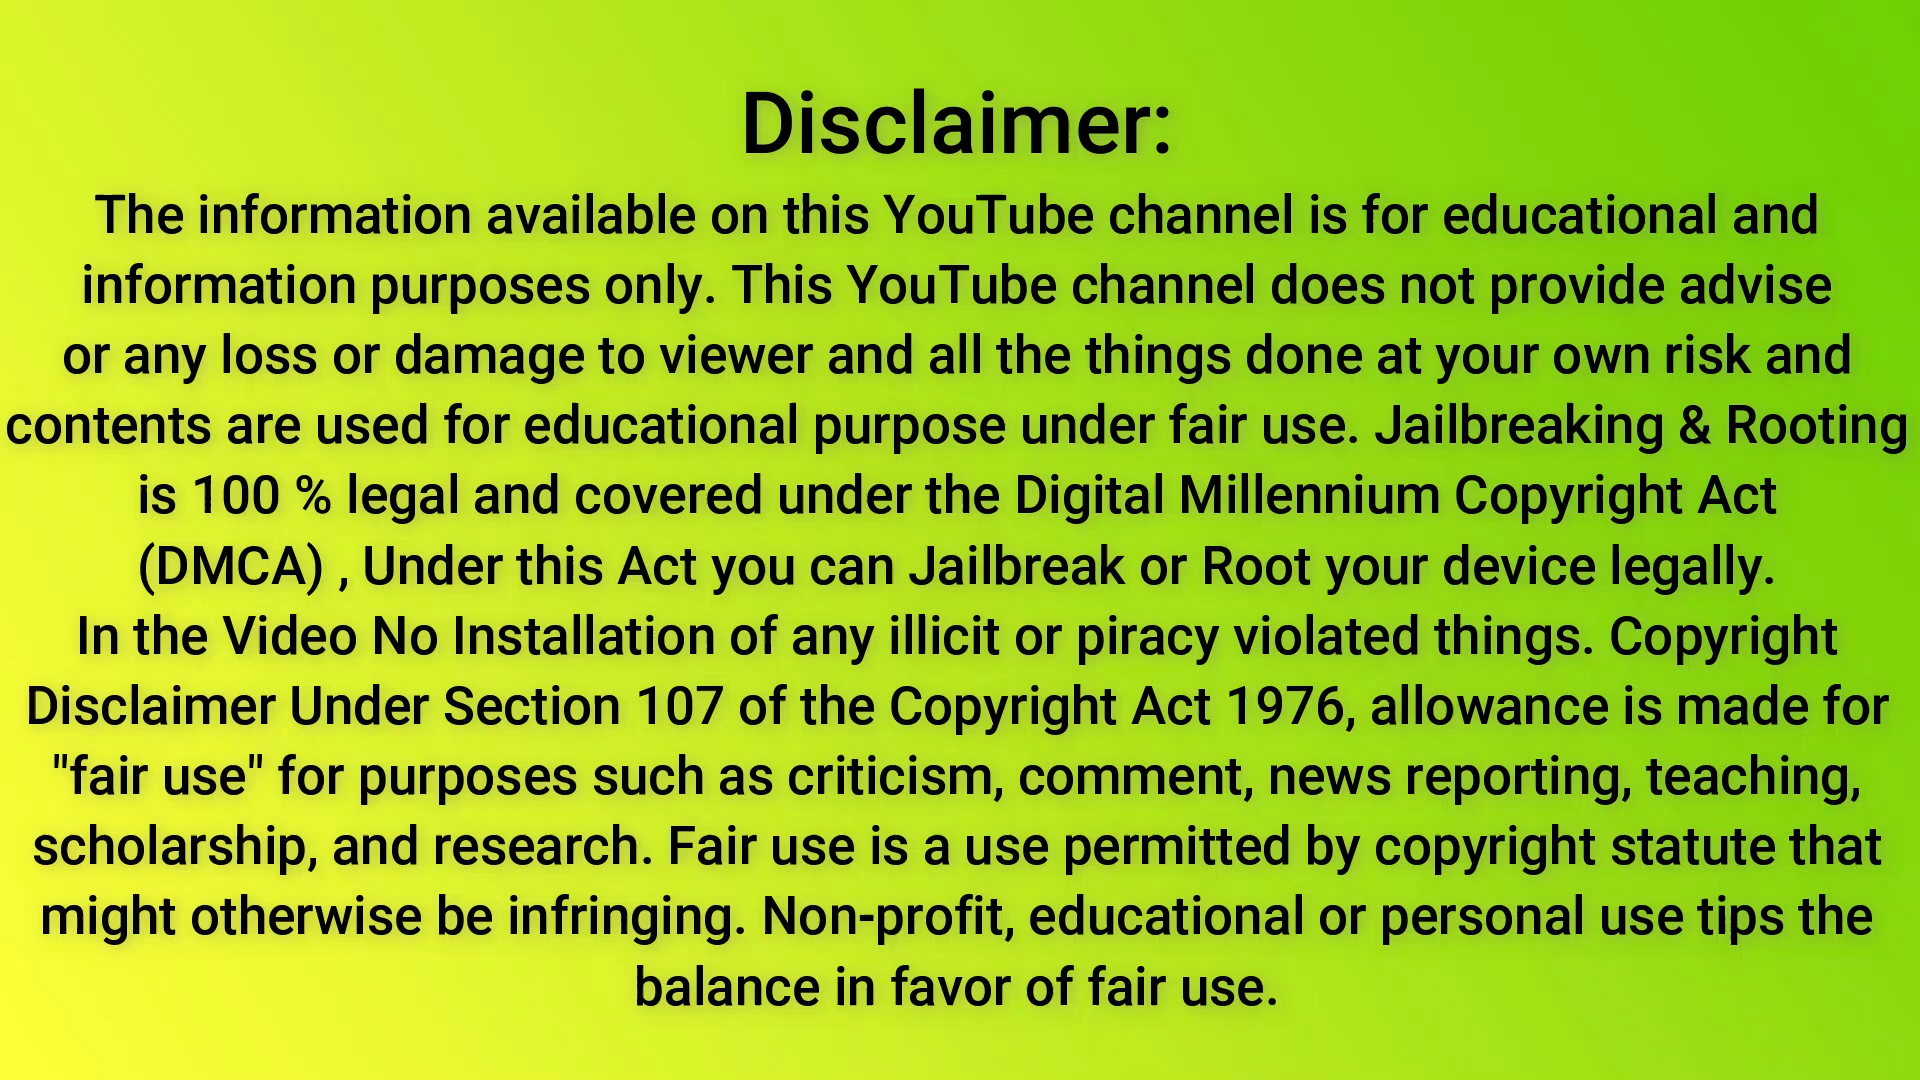 Disclaimer:
The information available on this YouTube channel is for educational and
information purposes only. This YouTube channel does not provide advise
or any loss or damage to viewer and all the things done at your own risk and
contents are used for educational purpose under fair use. Jailbreaking & Rooting
is 100 % legal and covered under the Digital Millennium Copyright Act
(DMCA) , Under this Act you can Jailbreak or Root your device legally.
In the Video No Installation of any illicit or piracy violated things. Copyright
Disclaimer Under Section 107 of the Copyright Act 1976, allowance is made for
"fair use" for purposes such as criticism, comment, news reporting, teaching,
scholarship, and research. Fair use is a use permitted by copyright statute that
might otherwise be infringing. Non-profit, educational or personal use tips the
balance in favor of fair use.